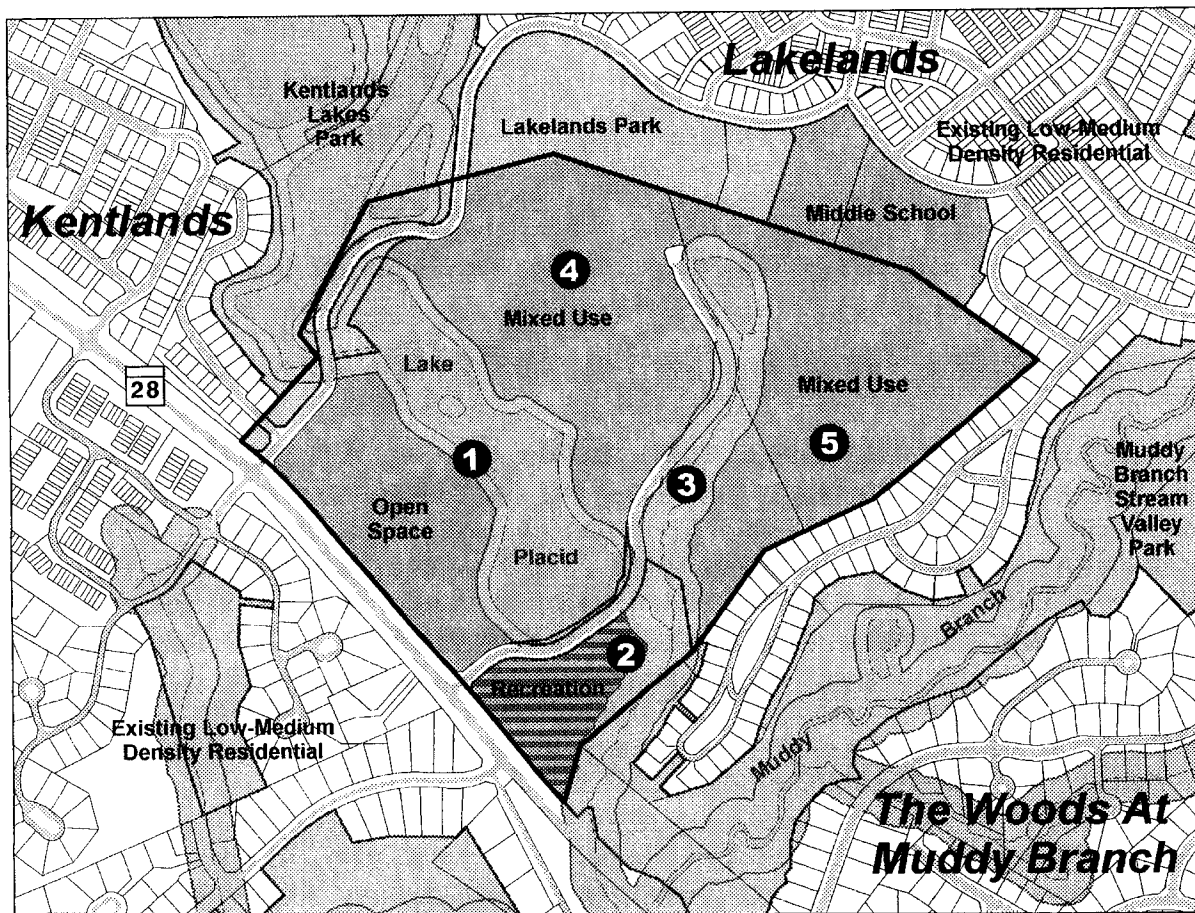 Lakelands
Kentlands
Lakes
Park
Lakelands Park
Existing Low-Medium
Density Residential
Kentlands
Middle School
4
Mixed Use
Lake
28
Mixed Use
1
5
3
Muddy
Branch
Stream
Valley
Park
Open
Space
Placid
Branch
2
Recreation
Existing Low-Medium
Density Residential
Muddy
The Woods At
Muddy Branch